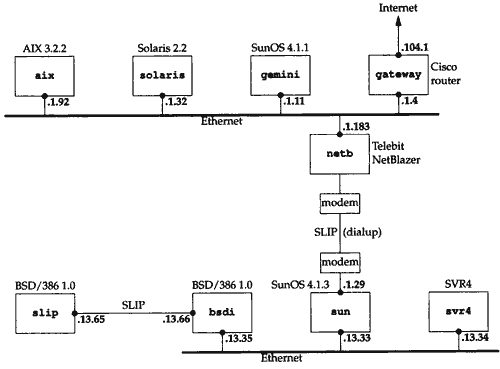 Internet
AIX 3.2.2
Solaris 2.2
SunOS 4.1.1
.104.1
aix
solaris
gemini
gateway
Cisco
router
.1.92
.1.32
.1.11
.1.4
Ethernet
.1.183
netb
Telebit
NetBlazer
modem
SLIP (dialup)
modem
BSD/386 1.0
BSD/386 1.0
SunOS 4.1.3
.1.29
SVR4
slip
SLIP
bsdi
sun
svr4
.13.65
.13.66
.13.35
.13.33
.13.34
Ethernet